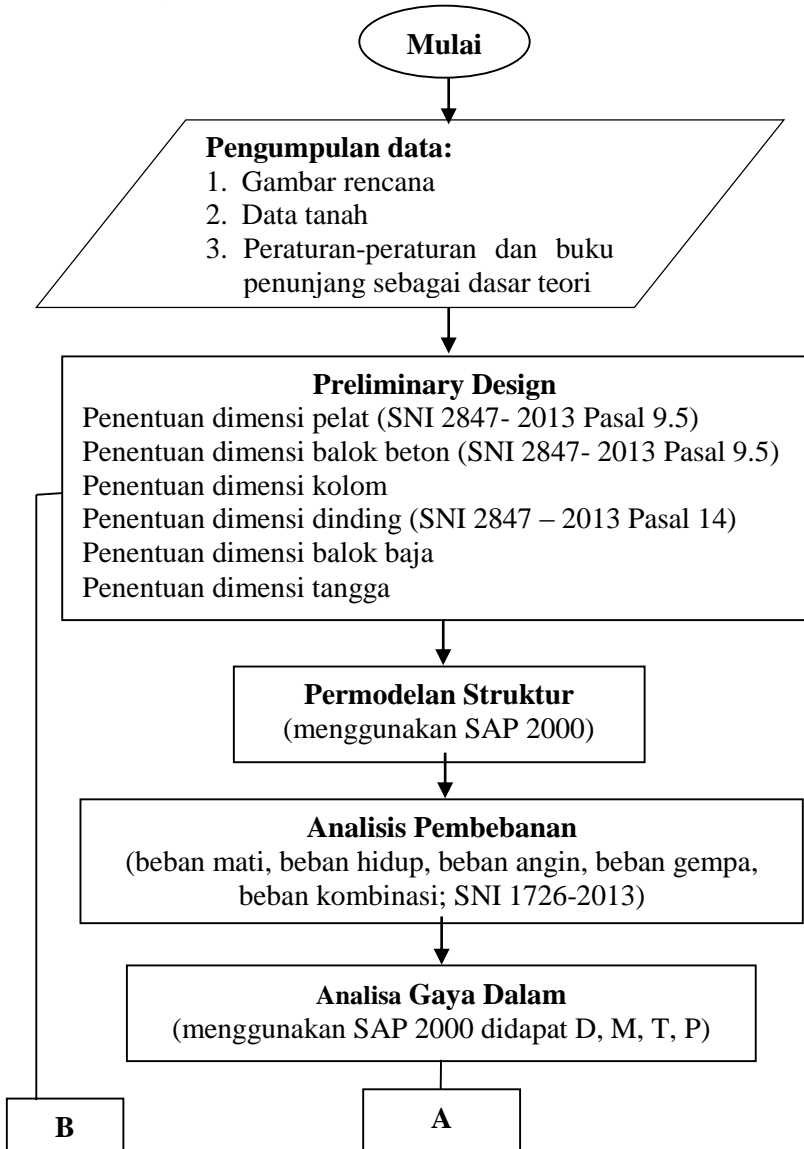 Mulai
Pengumpulan data:
1. Gambar rencana
2. Data tanah
3. Peraturan-peraturan dan buku
penunjang sebagai dasar teori
Preliminary Design
Penentuan dimensi pelat (SNI 2847- 2013 Pasal 9.5)
Penentuan dimensi balok beton (SNI 2847- 2013 Pasal 9.5)
Penentuan dimensi kolom
Penentuan dimensi dinding (SNI 2847 – 2013 Pasal 14)
Penentuan dimensi balok baja
Penentuan dimensi tangga
Permodelan Struktur
(menggunakan SAP 2000)
Analisis Pembebanan
(beban mati, beban hidup, beban angin, beban gempa,
beban kombinasi; SNI 1726-2013)
Analisa Gaya Dalam
(menggunakan SAP 2000 didapat D, M, T, P)
B
A